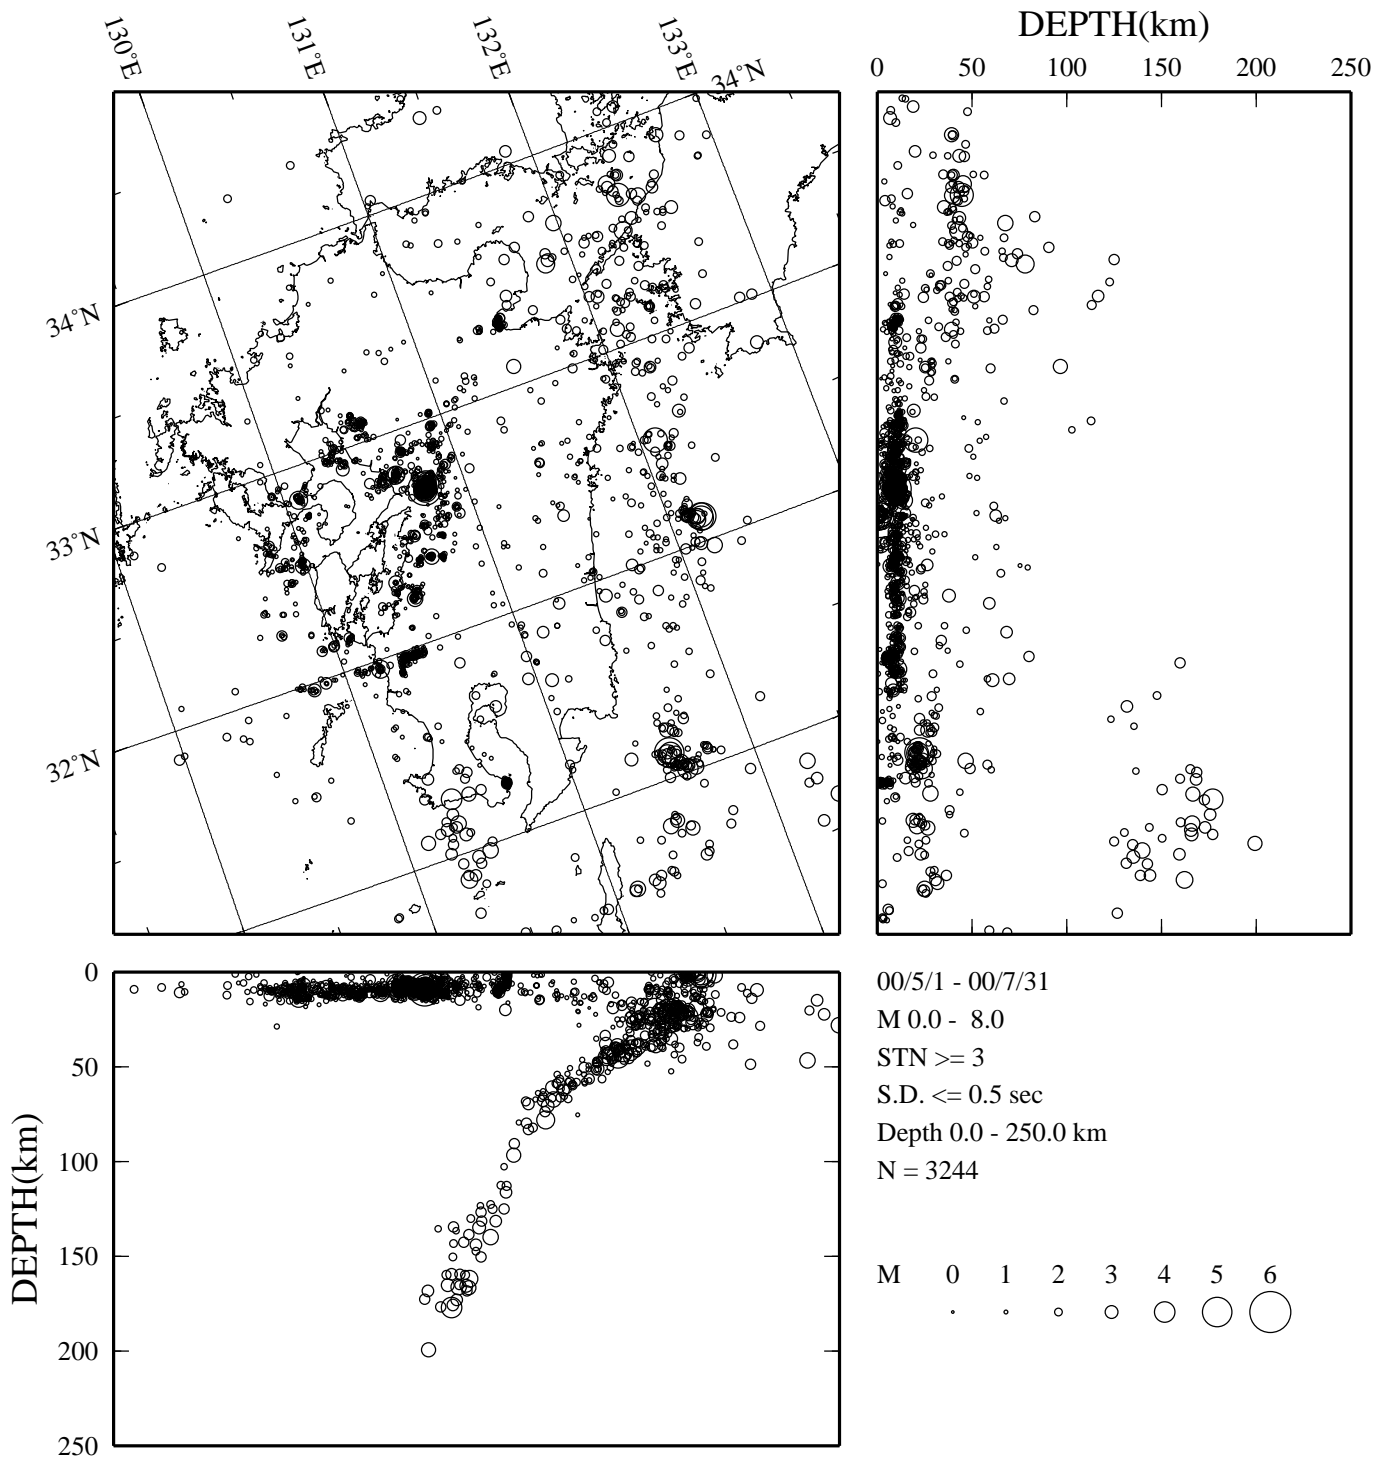 DEPTH(km)
0 50 100 150 200 250
130°E 131°E 132°E 133°E 34°N
34°N
33°N
32°N
0
50
100
150
200
250
DEPTH(km)
00/5/1 - 00/7/31
M 0.0 - 8.0
STN >= 3
S.D. <= 0.5 sec
Depth 0.0 - 250.0 km
N = 3244
M 0 1 2 3 4 5 6